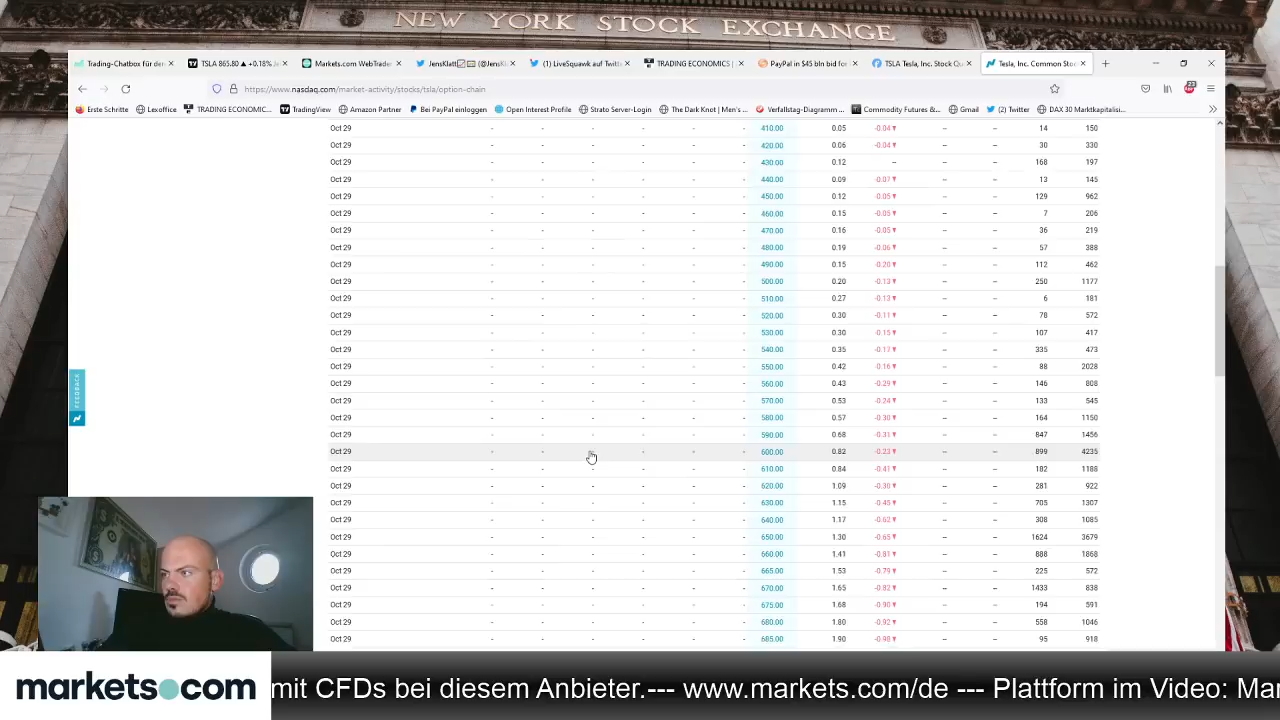 NEW YORK STOCK EXCHANGE
Trading-Chatbox für der
TSLA 865.80 ▲ +0.18%
Markets.com WebTrader
JensKlatt
(1) LiveSquawk auf Twitt
TRADING ECONOMICS |
PayPal in $45 bln bid for
TSLA Tesla, Inc. Stock Qu
Tesla, Inc. Common Stoc
https://www.nasdaq.com/market-activity/stocks/tsla/option-chain
Erste Schritte Lexoffice TRADING ECONOMIC... TradingView Amazon Partner Bei PayPal einloggen Open Interest Profile Strato Server-Login The Dark Knot | Men's ... Verfallstag-Diagramm ... Commodity Futures &... Gmail (2) Twitter DAX 30 Marktkapitalisi...
Oct 29 - - - - - - 410.00 0.05 -0.04▼ -- -- 14 150
Oct 29 - - - - - - 420.00 0.06 -0.04▼ -- -- 30 330
Oct 29 - - - - - - 430.00 0.12 -- -- -- 168 197
Oct 29 - - - - - - 440.00 0.09 -0.07▼ -- -- 13 145
Oct 29 - - - - - - 450.00 0.12 -0.05▼ -- -- 129 962
Oct 29 - - - - - - 460.00 0.15 -0.05▼ -- -- 7 206
Oct 29 - - - - - - 470.00 0.16 -0.05▼ -- -- 36 219
Oct 29 - - - - - - 480.00 0.19 -0.06▼ -- -- 57 388
Oct 29 - - - - - - 490.00 0.15 -0.20▼ -- -- 112 462
Oct 29 - - - - - - 500.00 0.20 -0.13▼ -- -- 250 1177
Oct 29 - - - - - - 510.00 0.27 -0.13▼ -- -- 6 181
Oct 29 - - - - - - 520.00 0.30 -0.11▼ -- -- 78 572
Oct 29 - - - - - - 530.00 0.30 -0.15▼ -- -- 107 417
Oct 29 - - - - - - 540.00 0.35 -0.17▼ -- -- 335 473
Oct 29 - - - - - - 550.00 0.42 -0.16▼ -- -- 88 2028
Oct 29 - - - - - - 560.00 0.43 -0.29▼ -- -- 146 808
Oct 29 - - - - - - 570.00 0.53 -0.24▼ -- -- 133 545
Oct 29 - - - - - - 580.00 0.57 -0.30▼ -- -- 164 1150
Oct 29 - - - - - - 590.00 0.68 -0.31▼ -- -- 847 1456
Oct 29 - - - - - - 600.00 0.82 -0.23▼ -- -- 899 4235
Oct 29 - - - - - - 610.00 0.84 -0.41▼ -- -- 182 1188
Oct 29 - - - - - - 620.00 1.09 -0.30▼ -- -- 281 922
Oct 29 - - - - - - 630.00 1.15 -0.45▼ -- -- 705 1307
Oct 29 - - - - - - 640.00 1.17 -0.62▼ -- -- 308 1085
Oct 29 - - - - - - 650.00 1.30 -0.65▼ -- -- 1624 3679
Oct 29 - - - - - - 660.00 1.41 -0.81▼ -- -- 888 1868
Oct 29 - - - - - - 665.00 1.53 -0.79▼ -- -- 225 572
Oct 29 - - - - - - 670.00 1.65 -0.82▼ -- -- 1433 838
Oct 29 - - - - - - 675.00 1.68 -0.90▼ -- -- 194 591
Oct 29 - - - - - - 680.00 1.80 -0.92▼ -- -- 558 1046
Oct 29 - - - - - - 685.00 1.90 -0.98▼ -- -- 95 918
FEEDBACK
markets.com
mit CFDs bei diesem Anbieter.--- www.markets.com/de --- Plattform im Video: Mar